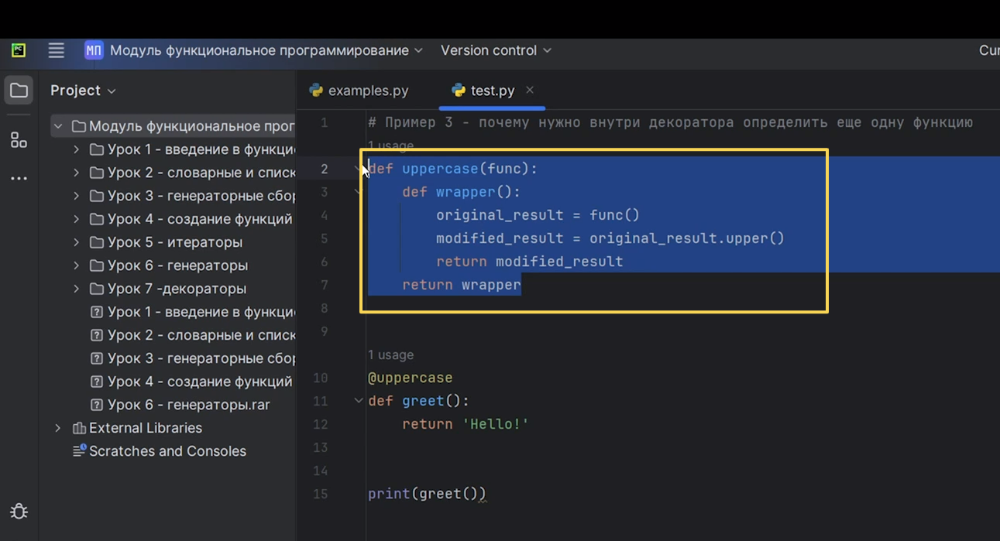 PC МП Модуль функциональное программирование Version control Cur
Project
Модуль функциональное прог
Урок 1 - введение в функци
Урок 2 - словарные и списк
Урок 3 - генераторные сбор
Урок 4 - создание функций
Урок 5 - итераторы
Урок 6 - генераторы
Урок 7 -декораторы
Урок 1 - введение в функци
Урок 2 - словарные и списк
Урок 3 - генераторные сбор
Урок 4 - создание функций
Урок 6 - генераторы.rar
External Libraries
Scratches and Consoles
examples.py test.py
1 # Пример 3 - почему нужно внутри декоратора определить еще одну функцию
1 usage
2 def uppercase(func):
3     def wrapper():
4         original_result = func()
5         modified_result = original_result.upper()
6         return modified_result
7     return wrapper
8
9
1 usage
10 @uppercase
11 def greet():
12     return 'Hello!'
13
14
15 print(greet())